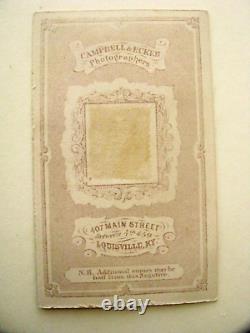 CAMPBELL & ECKER
Photographers
407 MAIN STREET
LOUISVILLE, KY.
N.B. Additional copies may be
had from this Negative.